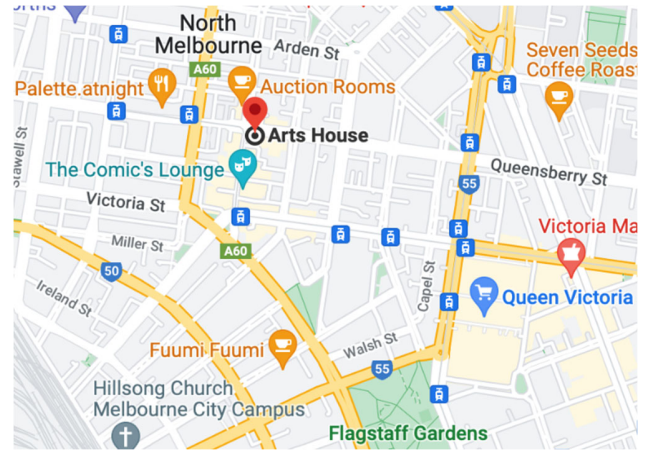 North
Melbourne
Arden St
Seven Seeds
Coffee Roas
A60
Palette.atnight
Auction Rooms
Arts House
Queensberry St
The Comic's Lounge
55
Victoria St
Victoria Ma
Miller St
A60
50
Capel St
Queen Victoria
Ireland St
Fuumi Fuumi
Walsh St
55
Hillsong Church
Melbourne City Campus
Flagstaff Gardens